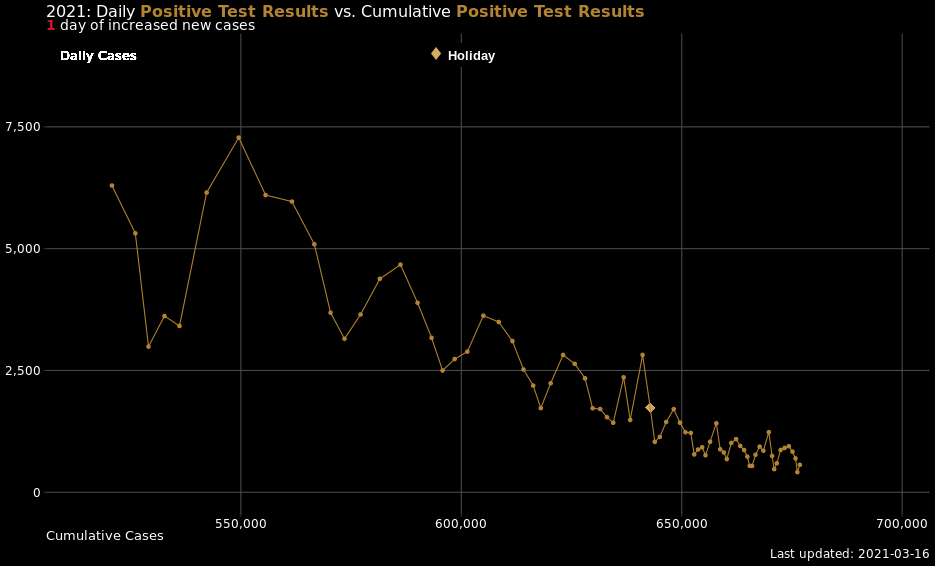 2021: Daily Positive Test Results vs. Cumulative Positive Test Results
1 day of increased new cases
Daily Cases
Holiday
7,500
5,000
2,500
0
550,000 600,000 650,000 700,000
Cumulative Cases
Last updated: 2021-03-16